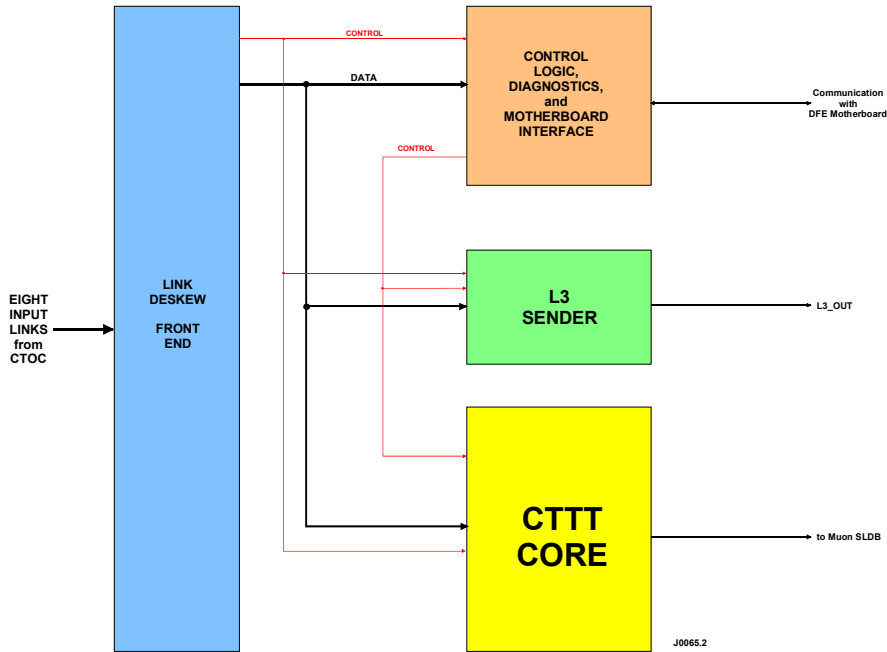 EIGHT
INPUT
LINKS
from
CTOC
LINK
DESKEW
FRONT
END
CONTROL
DATA
CONTROL
CONTROL
LOGIC,
DIAGNOSTICS,
and
MOTHERBOARD
INTERFACE
Communication
with
DFE Motherboard
L3
SENDER
L3_OUT
CTTT
CORE
to Muon SLDB
J0065.2